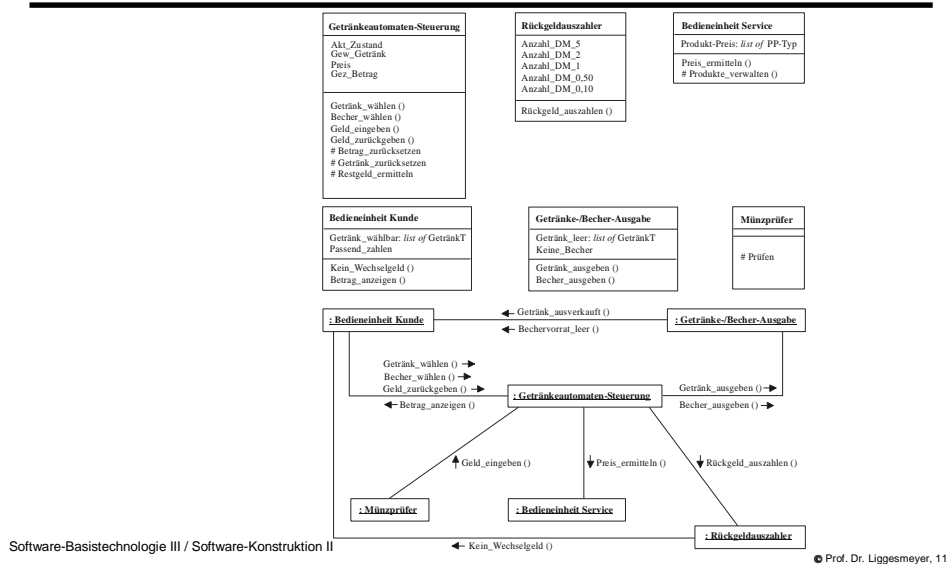 Getränkeautomaten-Steuerung
Akt_Zustand
Gew_Getränk
Preis
Gez_Betrag
Getränk_wählen ()
Becher_wählen ()
Geld_eingeben ()
Geld_zurückgeben ()
# Betrag_zurücksetzen
# Getränk_zurücksetzen
# Restgeld_ermitteln
Rückgeldauszahler
Anzahl_DM_5
Anzahl_DM_2
Anzahl_DM_1
Anzahl_DM_0,50
Anzahl_DM_0,10
Rückgeld_auszahlen ()
Bedieneinheit Service
Produkt-Preis: list of PP-Typ
Preis_ermitteln ()
# Produkte_verwalten ()
Bedieneinheit Kunde
Getränk_wählbar: list of GetränkT
Passend_zahlen
Kein_Wechselgeld ()
Betrag_anzeigen ()
Getränke-/Becher-Ausgabe
Getränk_leer: list of GetränkT
Keine_Becher
Getränk_ausgeben ()
Becher_ausgeben ()
Münzprüfer
# Prüfen
: Bedieneinheit Kunde
Getränk_ausverkauft ()
Bechervorrat_leer ()
: Getränke-/Becher-Ausgabe
Getränk_wählen ()
Becher_wählen ()
Geld_zurückgeben ()
Betrag_anzeigen ()
: Getränkeautomaten-Steuerung
Getränk_ausgeben ()
Becher_ausgeben ()
Geld_eingeben ()
Preis_ermitteln ()
Rückgeld_auszahlen ()
: Münzprüfer
: Bedieneinheit Service
: Rückgeldauszahler
Kein_Wechselgeld ()
Software-Basistechnologie III / Software-Konstruktion II
© Prof. Dr. Liggesmeyer, 11